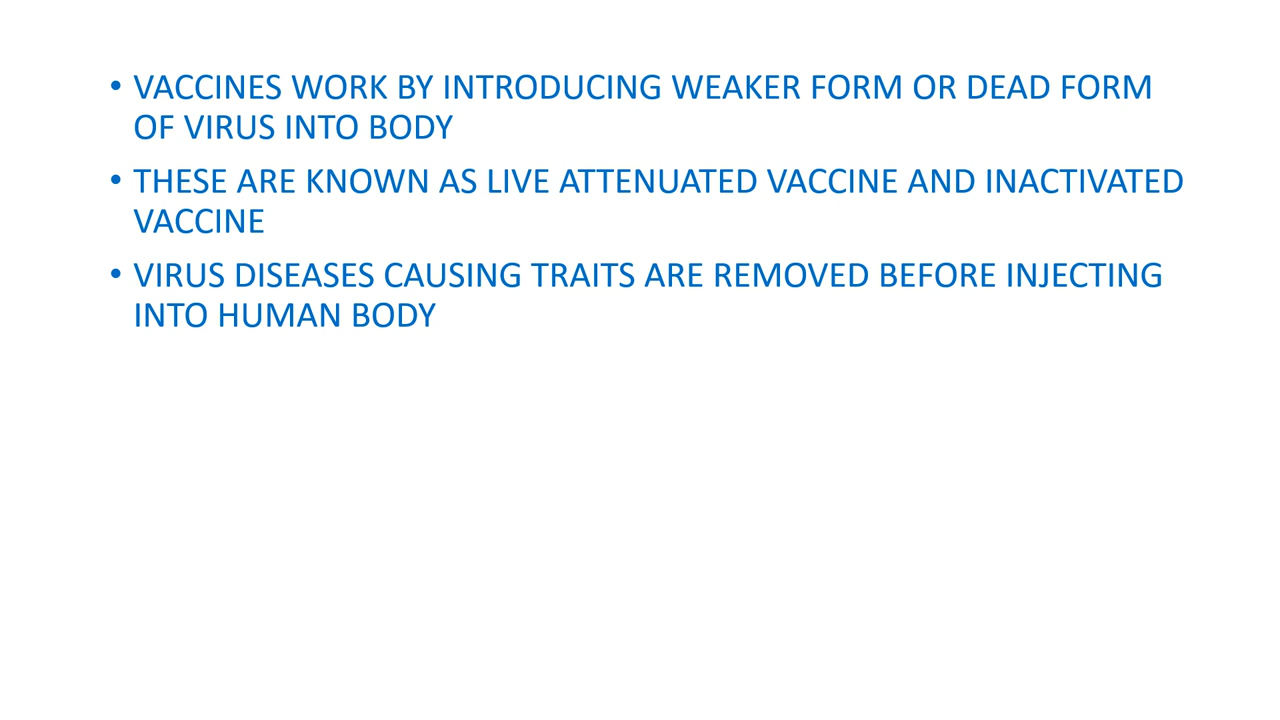 • VACCINES WORK BY INTRODUCING WEAKER FORM OR DEAD FORM
OF VIRUS INTO BODY
• THESE ARE KNOWN AS LIVE ATTENUATED VACCINE AND INACTIVATED
VACCINE
• VIRUS DISEASES CAUSING TRAITS ARE REMOVED BEFORE INJECTING
INTO HUMAN BODY